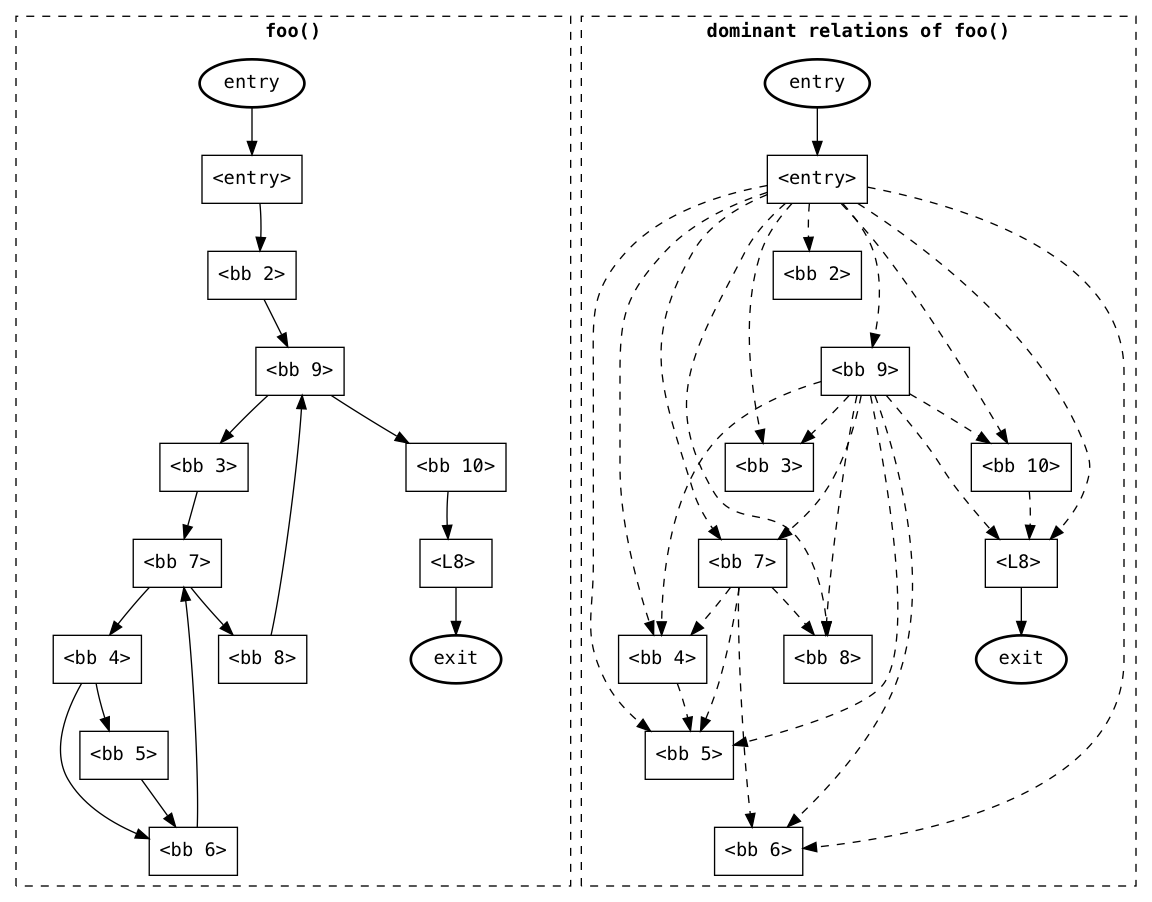 foo()
entry
<entry>
<bb 2>
<bb 9>
<bb 3>
<bb 10>
<bb 7>
<L8>
<bb 4>
<bb 8>
exit
<bb 5>
<bb 6>
dominant relations of foo()
entry
<entry>
<bb 2>
<bb 9>
<bb 3>
<bb 10>
<bb 7>
<L8>
<bb 4>
<bb 8>
exit
<bb 5>
<bb 6>